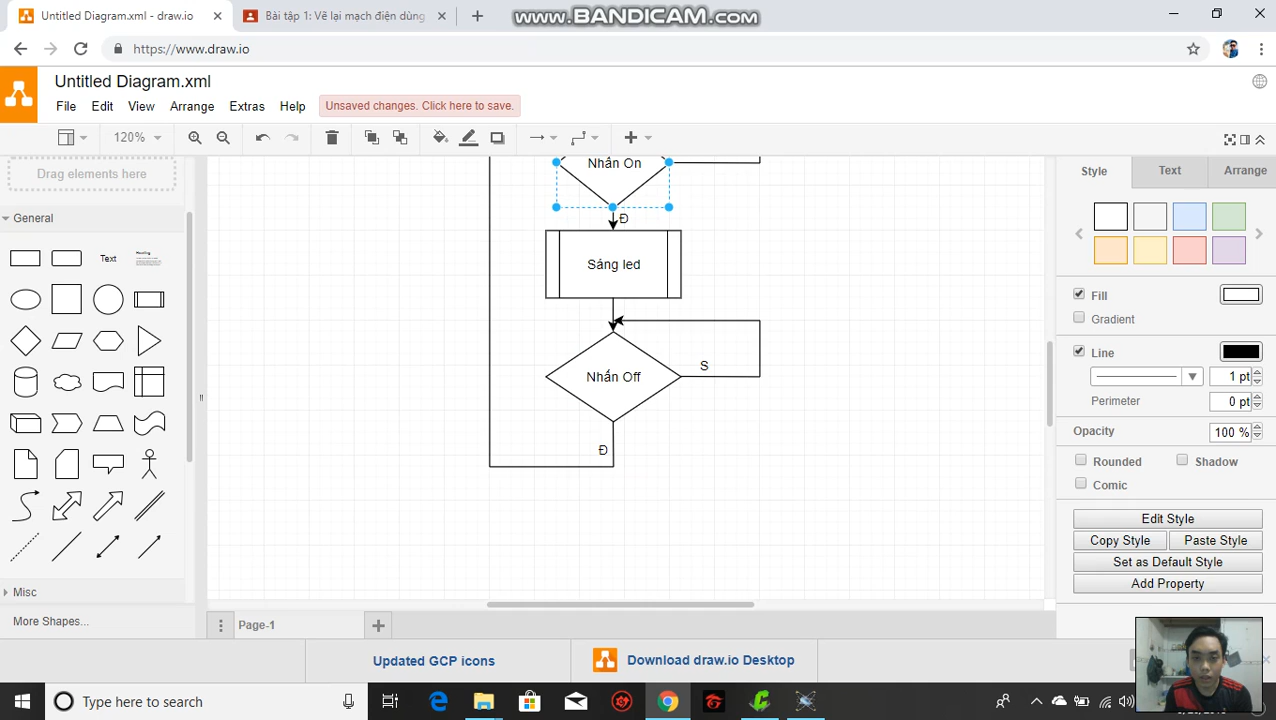 Untitled Diagram.xml - draw.io
Bài tập 1: Vẽ lại mạch điện dùng
WWW.BANDICAM.COM
https://www.draw.io
Untitled Diagram.xml
File Edit View Arrange Extras Help Unsaved changes. Click here to save.
120%
Drag elements here
General
Text
Heading
Nhấn On
Đ
Sáng led
Nhấn Off
S
Đ
Style Text Arrange
Fill
Gradient
Line
1 pt
Perimeter 0 pt
Opacity 100 %
Rounded Shadow
Comic
Edit Style
Copy Style Paste Style
Set as Default Style
Add Property
Misc
More Shapes...
Page-1
Updated GCP icons
Download draw.io Desktop
Type here to search